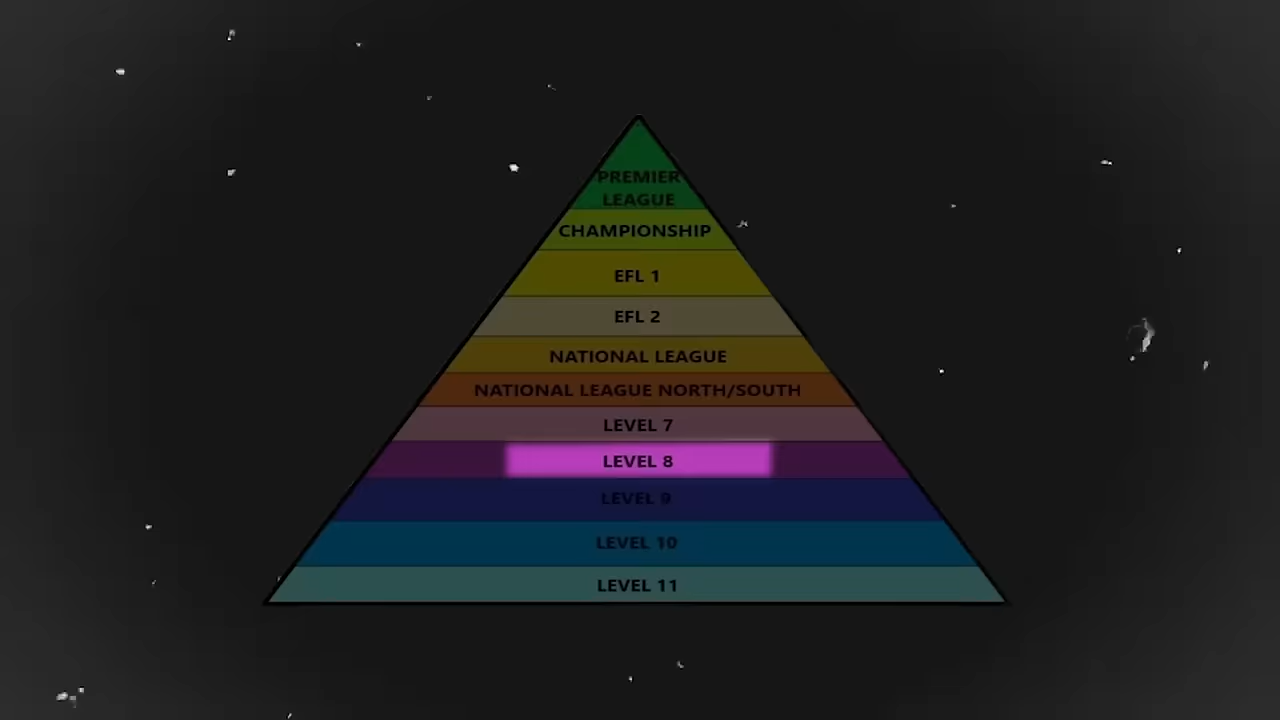 PREMIER
LEAGUE
CHAMPIONSHIP
EFL 1
EFL 2
NATIONAL LEAGUE
NATIONAL LEAGUE NORTH/SOUTH
LEVEL 7
LEVEL 8
LEVEL 9
LEVEL 10
LEVEL 11